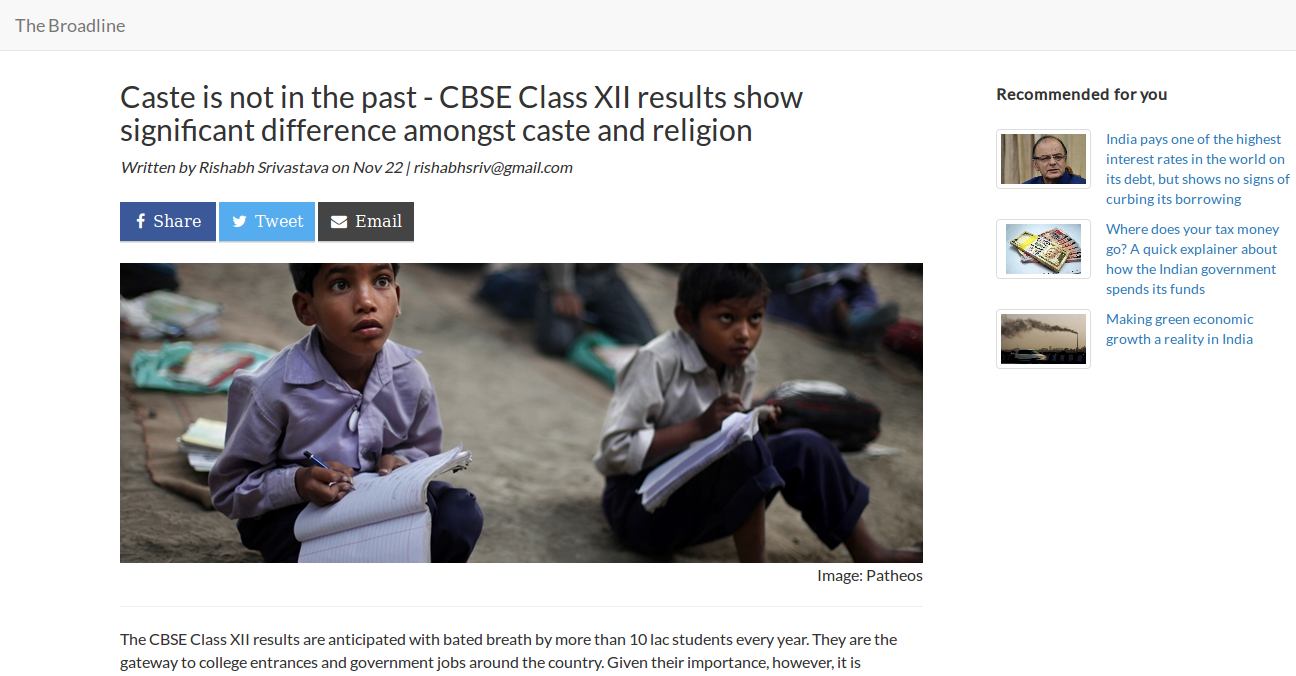 The Broadline
Caste is not in the past - CBSE Class XII results show
significant difference amongst caste and religion
Written by Rishabh Srivastava on Nov 22 | rishabhsriv@gmail.com
Share
Tweet
Email
Image: Patheos
The CBSE Class XII results are anticipated with bated breath by more than 10 lac students every year. They are the
gateway to college entrances and government jobs around the country. Given their importance, however, it is
Recommended for you
India pays one of the highest
interest rates in the world on
its debt, but shows no signs of
curbing its borrowing
Where does your tax money
go? A quick explainer about
how the Indian government
spends its funds
Making green economic
growth a reality in India